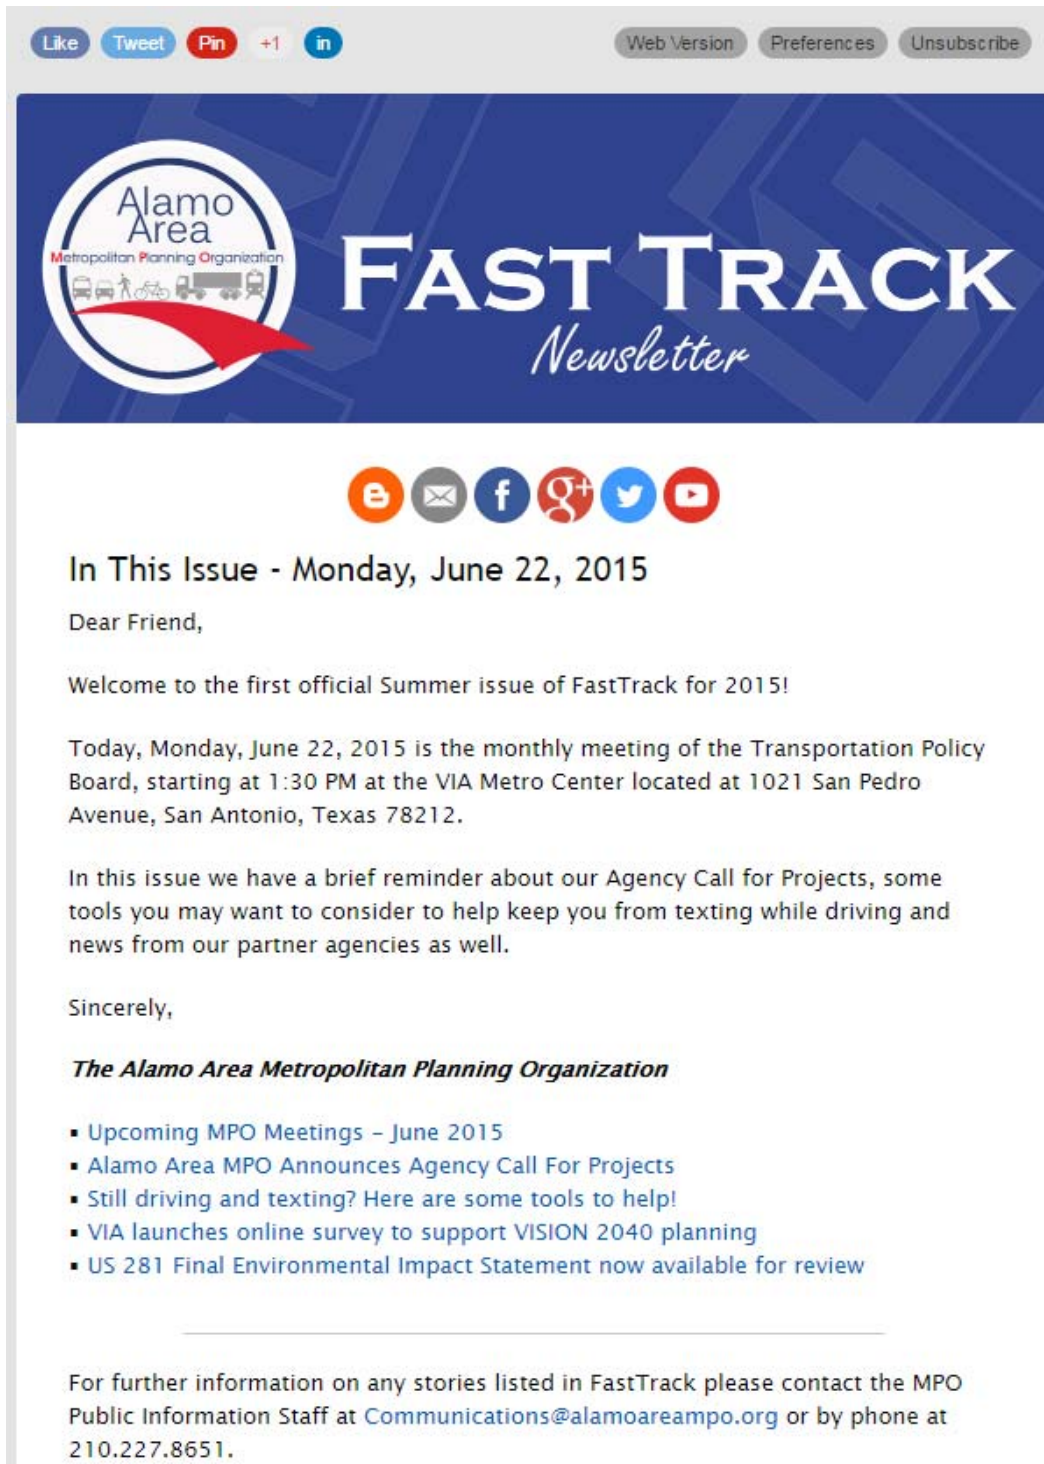 Like Tweet Pin +1 in Web Version Preferences Unsubscribe
Alamo
Area
Metropolitan Planning Organization
FAST TRACK
Newsletter
In This Issue - Monday, June 22, 2015
Dear Friend,
Welcome to the first official Summer issue of FastTrack for 2015!
Today, Monday, June 22, 2015 is the monthly meeting of the Transportation Policy
Board, starting at 1:30 PM at the VIA Metro Center located at 1021 San Pedro
Avenue, San Antonio, Texas 78212.
In this issue we have a brief reminder about our Agency Call for Projects, some
tools you may want to consider to help keep you from texting while driving and
news from our partner agencies as well.
Sincerely,
The Alamo Area Metropolitan Planning Organization
▪ Upcoming MPO Meetings – June 2015
▪ Alamo Area MPO Announces Agency Call For Projects
▪ Still driving and texting? Here are some tools to help!
▪ VIA launches online survey to support VISION 2040 planning
▪ US 281 Final Environmental Impact Statement now available for review
For further information on any stories listed in FastTrack please contact the MPO
Public Information Staff at Communications@alamoareampo.org or by phone at
210.227.8651.